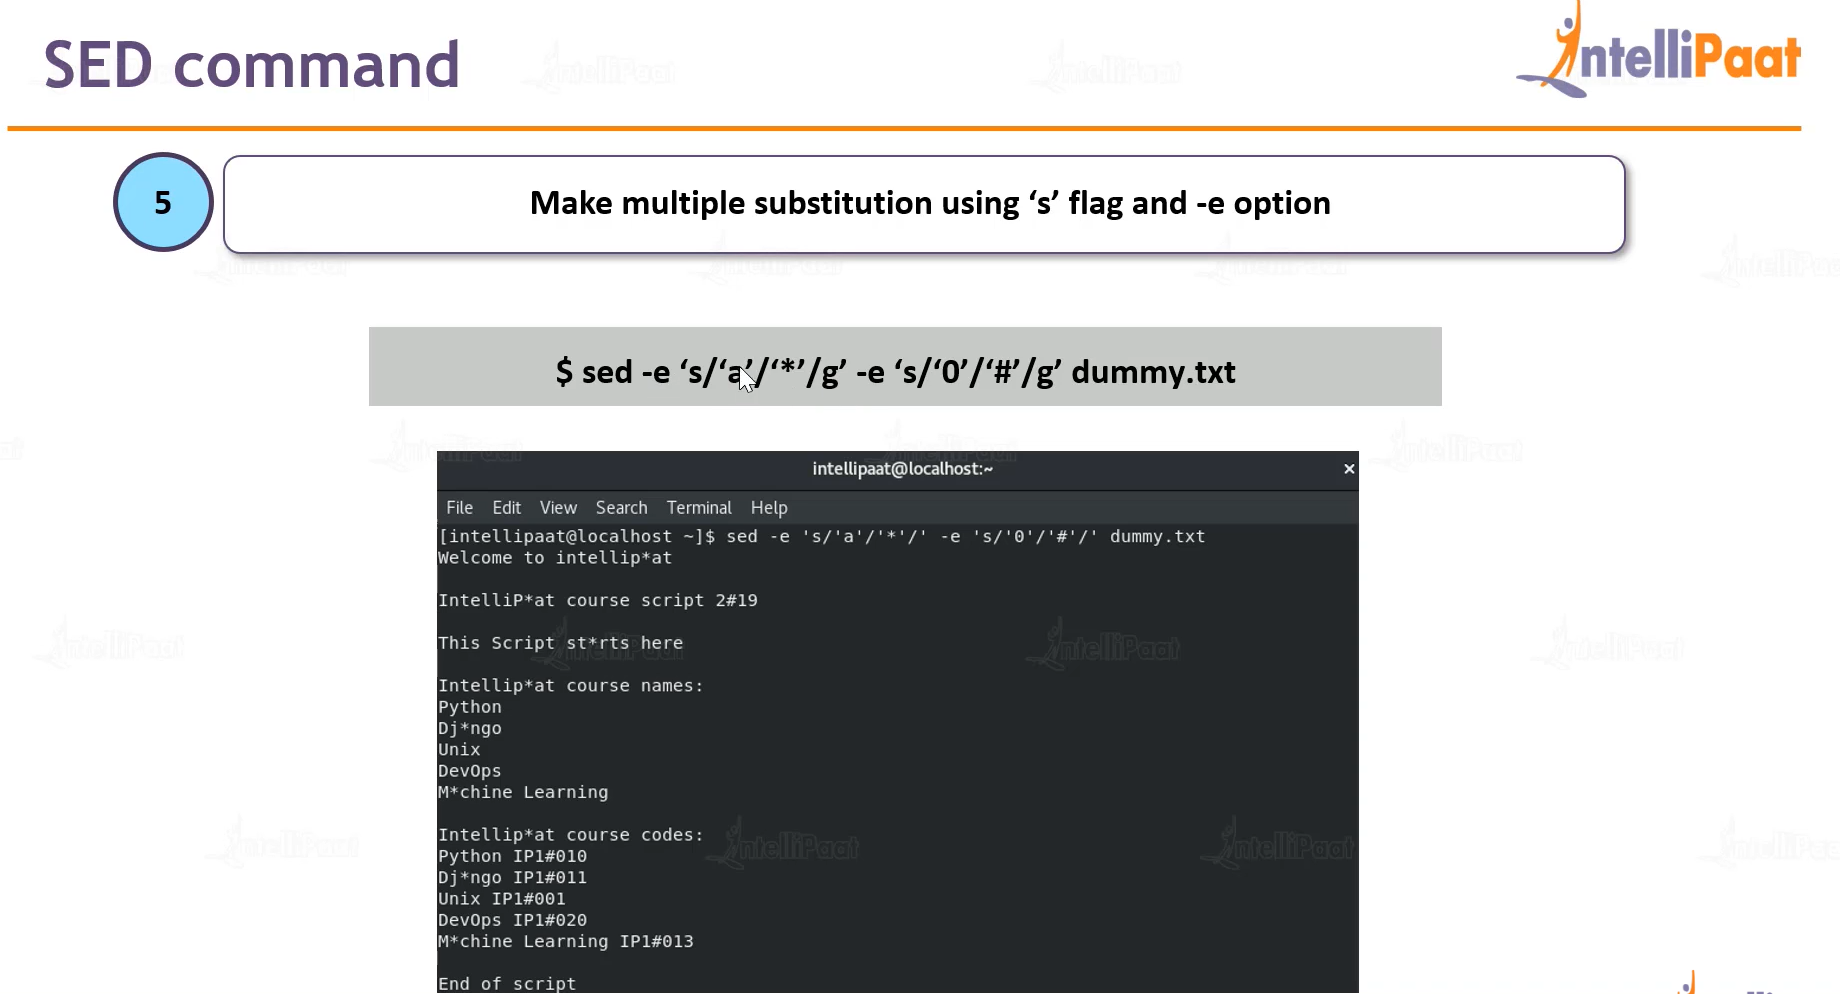 SED command
IntelliPaat
5
Make multiple substitution using ‘s’ flag and -e option
$ sed -e ‘s/‘a’/‘*’/g’ -e ‘s/‘0’/‘#’/g’ dummy.txt
intellipaat@localhost:~
×
File Edit View Search Terminal Help
[intellipaat@localhost ~]$ sed -e 's/'a'/'*'/' -e 's/'0'/'#'/' dummy.txt
Welcome to intellip*at
IntelliP*at course script 2#19
This Script st*rts here
Intellip*at course names:
Python
Dj*ngo
Unix
DevOps
M*chine Learning
Intellip*at course codes:
Python IP1#010
Dj*ngo IP1#011
Unix IP1#001
DevOps IP1#020
M*chine Learning IP1#013
End of script